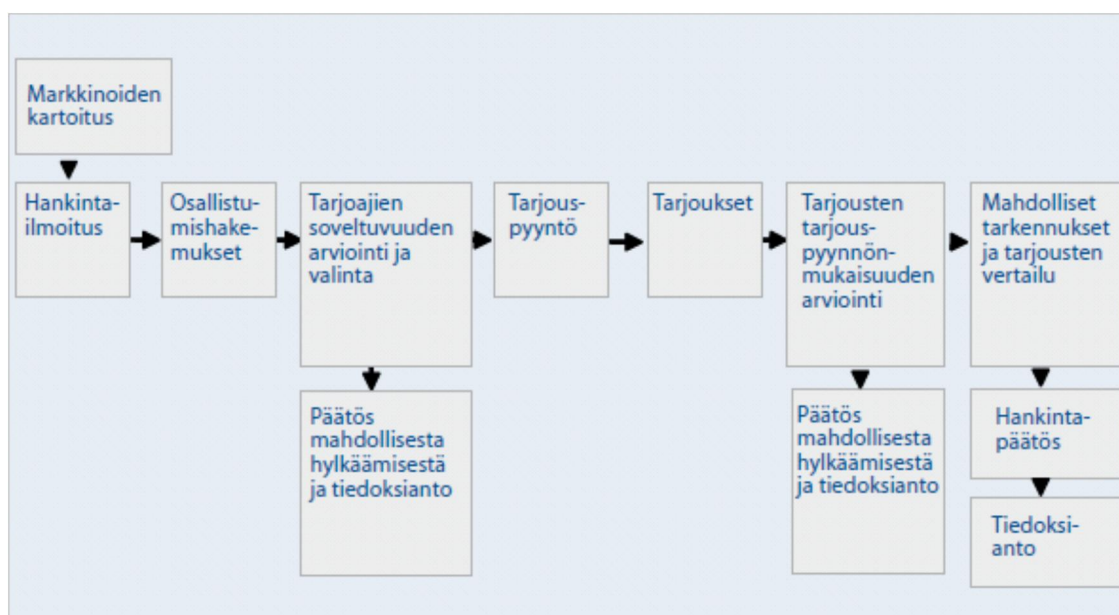 Markkinoiden
kartoitus
Hankinta-
ilmoitus
Osallistu-
mishake-
mukset
Tarjoajien
soveltuvuuden
arviointi ja
valinta
Tarjous-
pyyntö
Tarjoukset
Tarjousten
tarjous-
pyynnön-
mukaisuuden
arviointi
Mahdolliset
tarkennukset
ja tarjousten
vertailu
Päätös
mahdollisesta
hylkäämisestä
ja tiedoksianto
Päätös
mahdollisesta
hylkäämisestä
ja tiedoksianto
Hankinta-
päätös
Tiedoksi-
anto